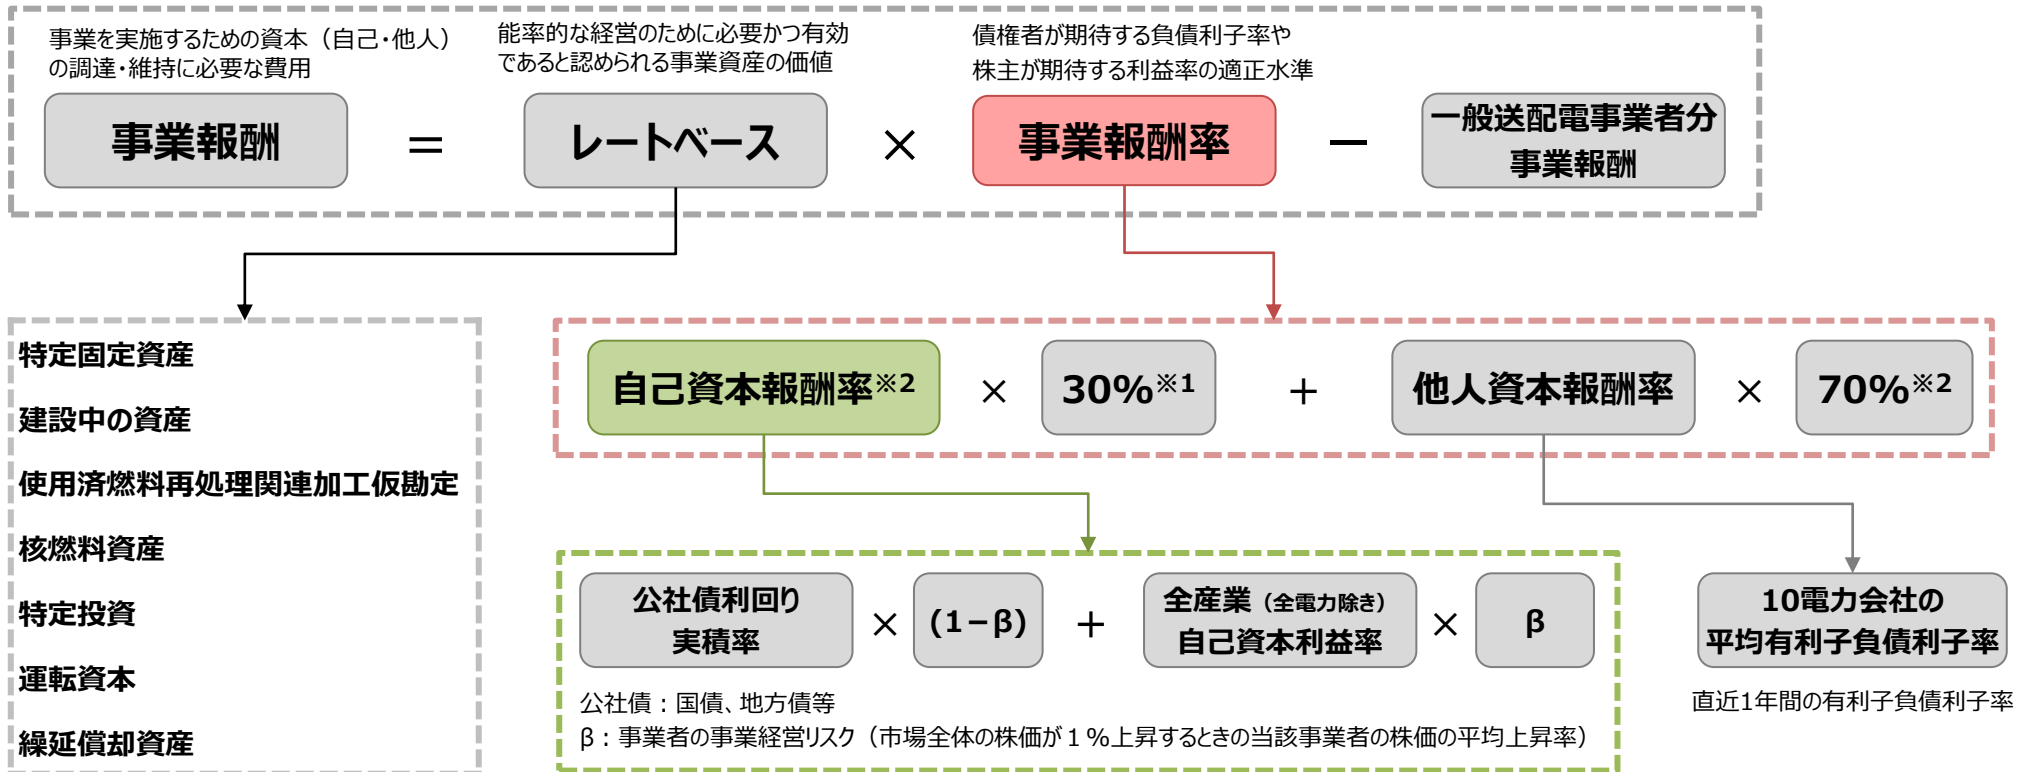 事業を実施するための資本（自己・他人）
の調達・維持に必要な費用
能率的な経営のために必要かつ有効
であると認められる事業資産の価値
債権者が期待する負債利子率や
株主が期待する利益率の適正水準
事業報酬
＝
レートベース
×
事業報酬率
－
一般送配電事業者分
事業報酬
特定固定資産
建設中の資産
使用済燃料再処理関連加工仮勘定
核燃料資産
特定投資
運転資本
繰延償却資産
自己資本報酬率※2
×
30%※1
＋
他人資本報酬率
×
70%※2
公社債利回り
実積率
×
(1－β)
＋
全産業（全電力除き）
自己資本利益率
×
β
公社債：国債、地方債等
β：事業者の事業経営リスク（市場全体の株価が１％上昇するときの当該事業者の株価の平均上昇率）
10電力会社の
平均有利子負債利子率
直近1年間の有利子負債利子率